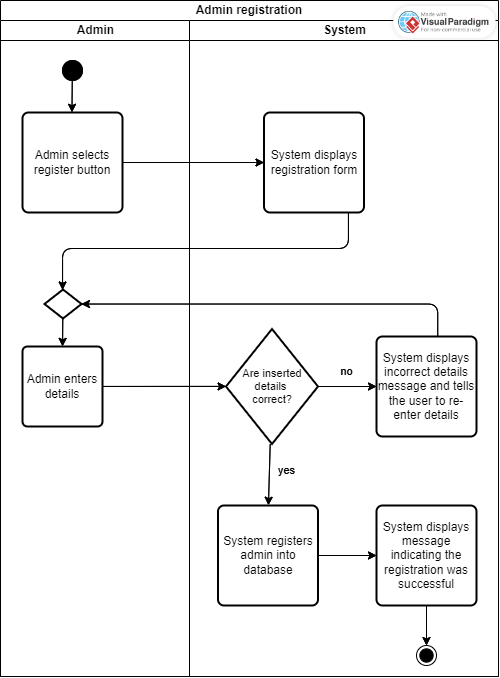 Admin registration
Admin
System
Made with
Visual Paradigm
For non-commercial use
Admin selects
register button
System displays
registration form
Admin enters
details
Are inserted
details
correct?
no
System displays
incorrect details
message and tells
the user to re-
enter details
yes
System registers
admin into
database
System displays
message
indicating the
registration was
successful